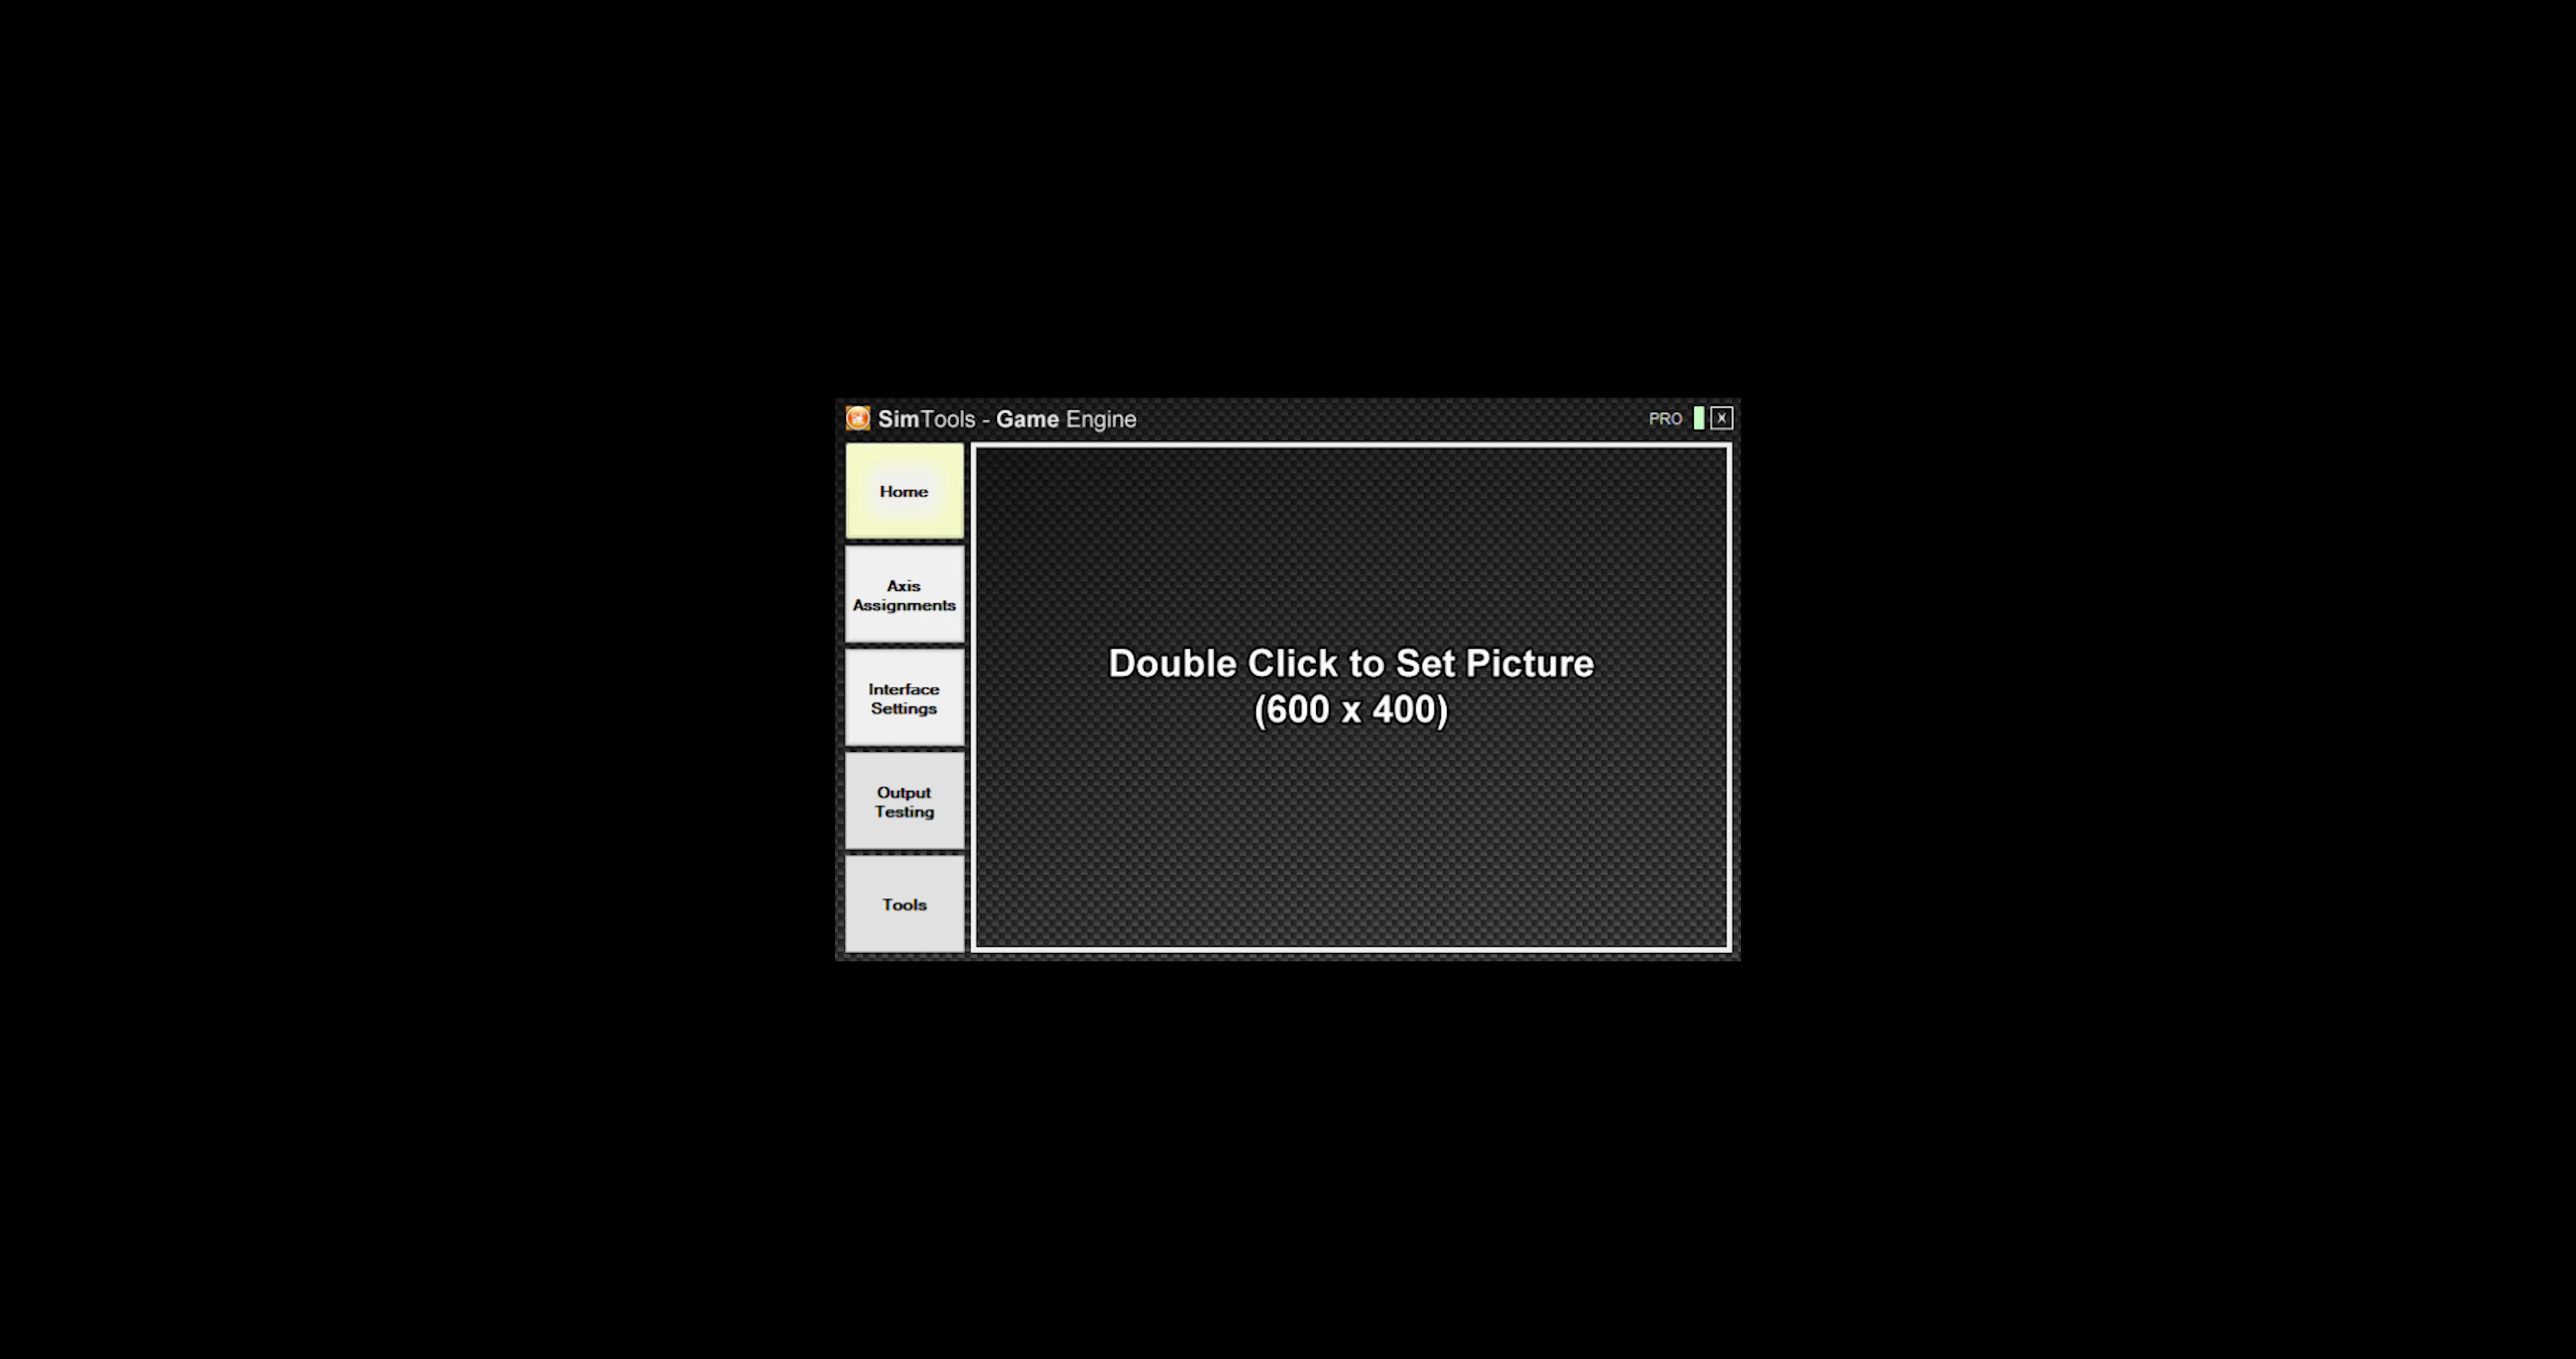 SimTools - Game Engine
PRO
X
Home
Axis
Assignments
Interface
Settings
Output
Testing
Tools
Double Click to Set Picture
(600 x 400)